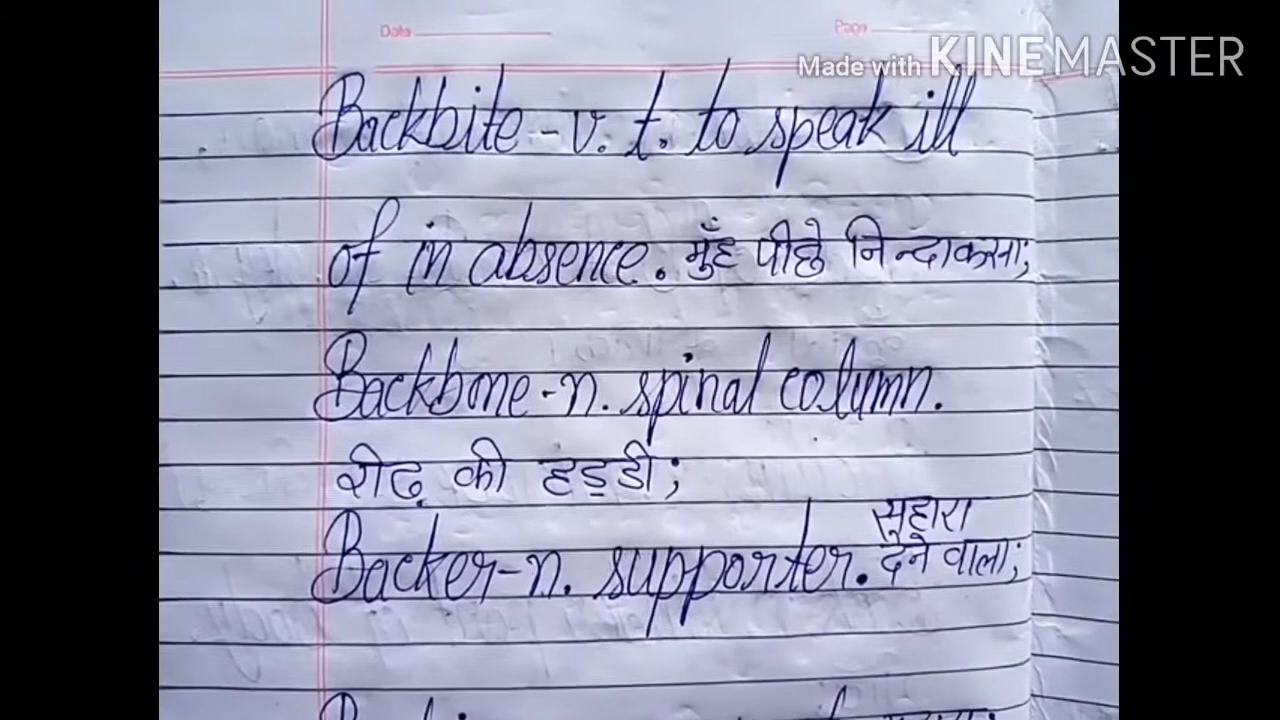 Date
Page
Made with KINEMASTER
Backbite - v. t. to speak ill
of in absence. मुँह पीछे निन्दा करना;
Backbone - n. spinal column.
रीढ़ की हड्डी;
सहारा
Backer - n. supporter. देने वाला;